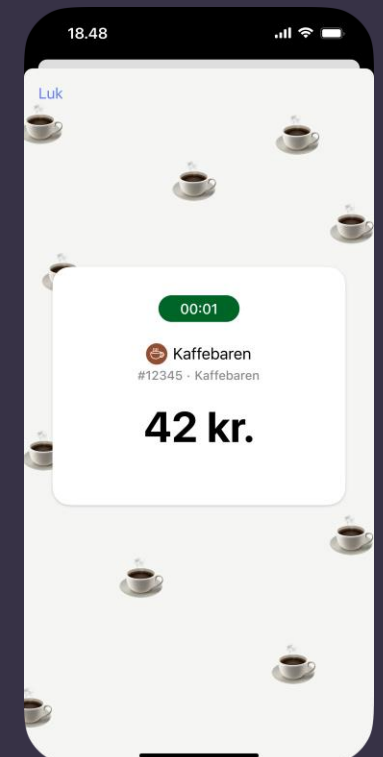 18.48
Luk
00:01
Kaffebaren
#12345 - Kaffebaren
42 kr.